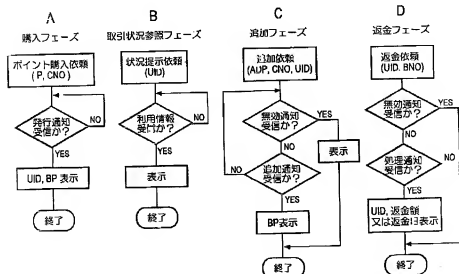 A
購入フェーズ
ポイント購入依頼
(P, CNO)
発行通知
受信か?
NO
YES
UID, BP 表示
終了
B
取引状況参照フェーズ
状況提示依頼
(UID)
利用情報
受信か?
NO
YES
表示
終了
C
追加フェーズ
追加依頼
(ADP, CNO, UID)
無効通知
受信か?
YES
NO
表示
追加通知
受信か?
NO
YES
BP表示
終了
D
返金フェーズ
返金依頼
(UID, BNO)
無効通知
受信か?
YES
NO
処理通知
受信か?
NO
YES
UID, 返金額
又は返金日表示
終了